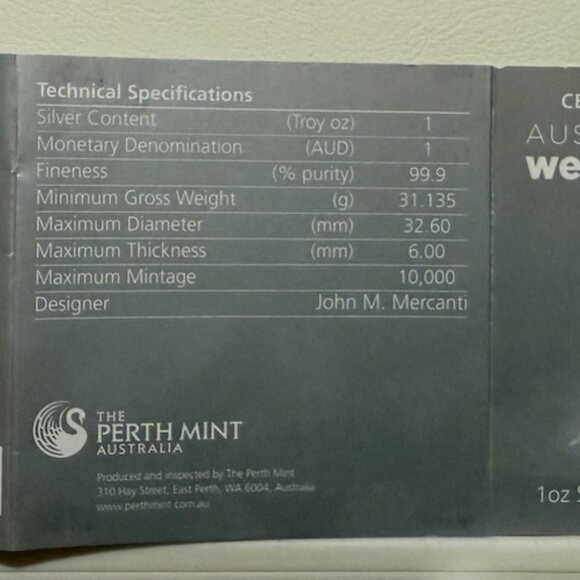 Technical Specifications
Silver Content (Troy oz) 1
Monetary Denomination (AUD) 1
Fineness (% purity) 99.9
Minimum Gross Weight (g) 31.135
Maximum Diameter (mm) 32.60
Maximum Thickness (mm) 6.00
Maximum Mintage 10,000
Designer John M. Mercanti
THE
PERTH MINT
AUSTRALIA
Produced and inspected by The Perth Mint
310 Hay Street, East Perth, WA 6004, Australia
www.perthmint.com.au
CE
AUS
we
1oz S